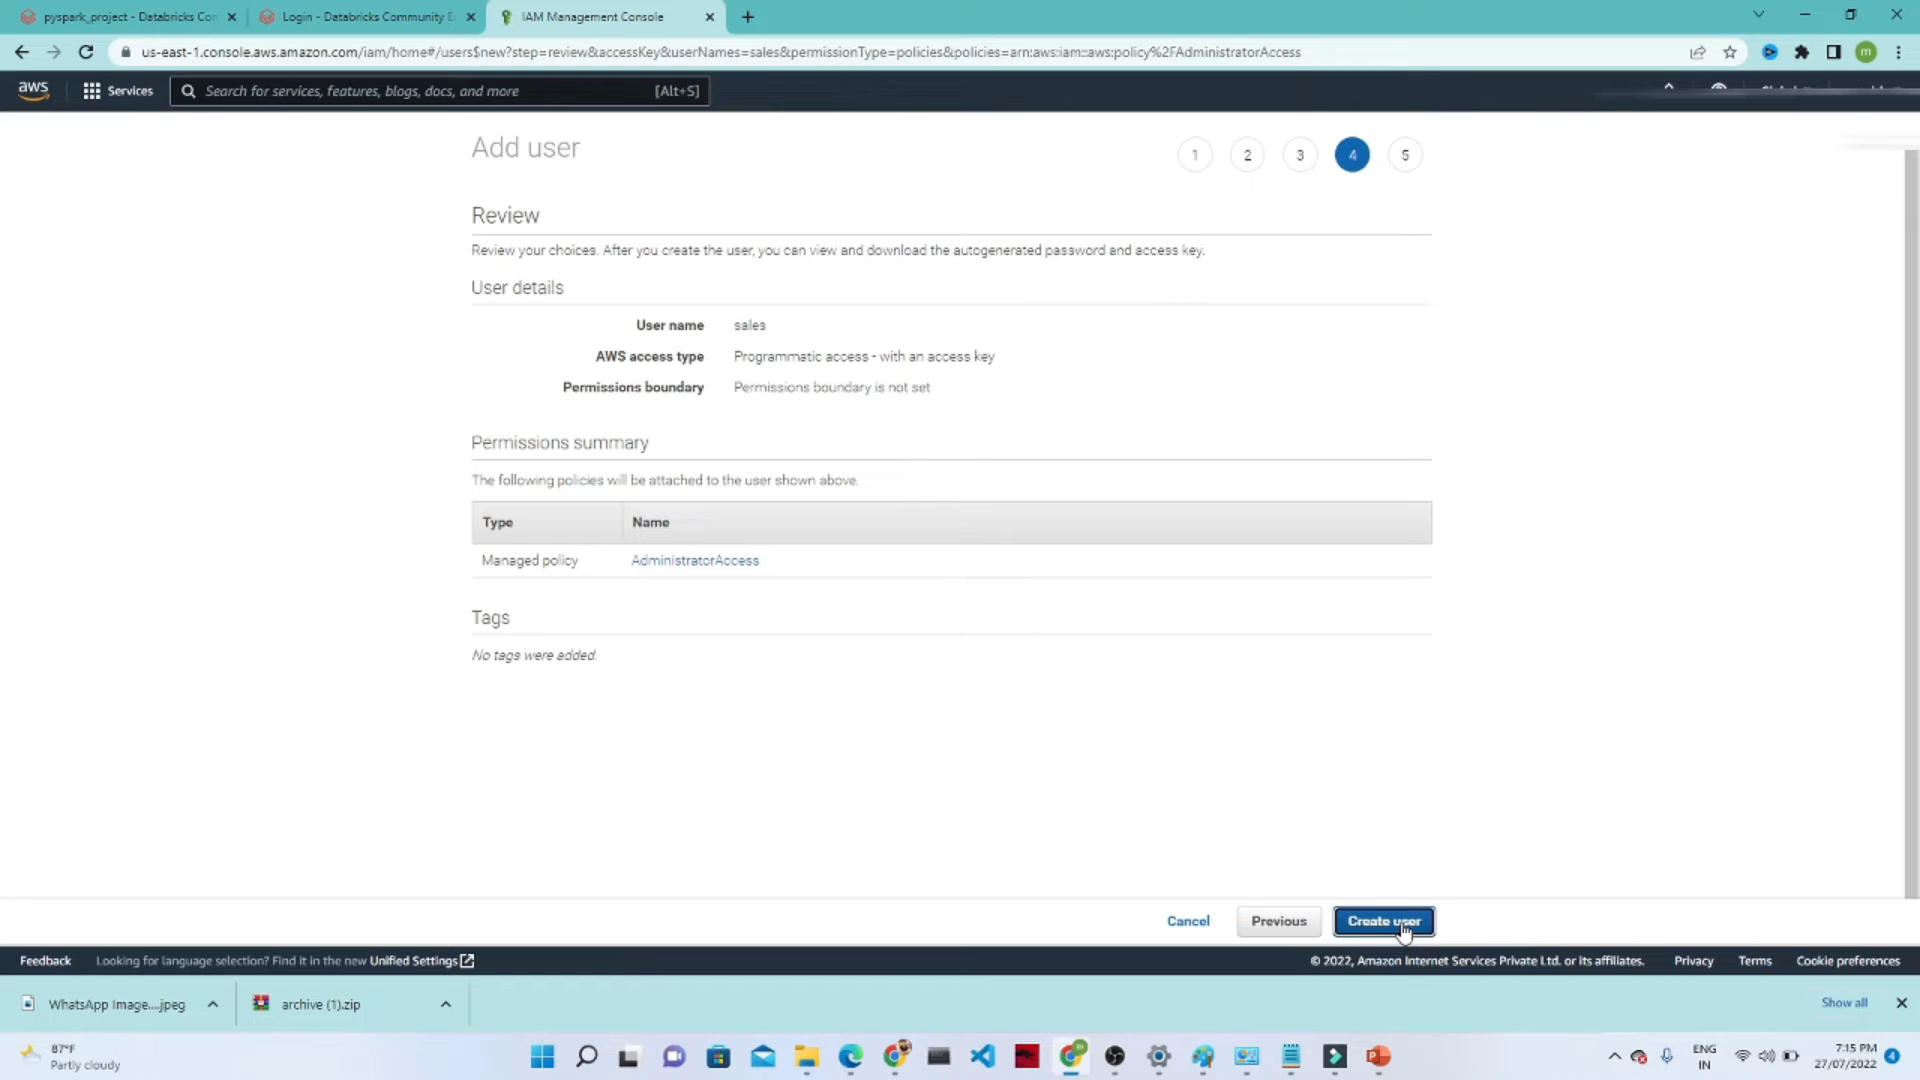 pyspark_project - Databricks Con
Login - Databricks Community E
IAM Management Console
us-east-1.console.aws.amazon.com/iam/home#/users$new?step=review&accessKey&userNames=sales&permissionType=policies&policies=arn:aws:iam::aws:policy%2FAdministratorAccess
m
aws
Services
Search for services, features, blogs, docs, and more
[Alt+S]
Add user
1
2
3
4
5
Review
Review your choices. After you create the user, you can view and download the autogenerated password and access key.
User details
User name sales
AWS access type Programmatic access - with an access key
Permissions boundary Permissions boundary is not set
Permissions summary
The following policies will be attached to the user shown above.
Type Name
Managed policy AdministratorAccess
Tags
No tags were added.
Cancel
Previous
Create user
Feedback
Looking for language selection? Find it in the new Unified Settings
© 2022, Amazon Internet Services Private Ltd. or its affiliates.
Privacy
Terms
Cookie preferences
WhatsApp Image....jpeg
archive (1).zip
Show all
87°F
Partly cloudy
ENG
IN
7:15 PM
27/07/2022
4